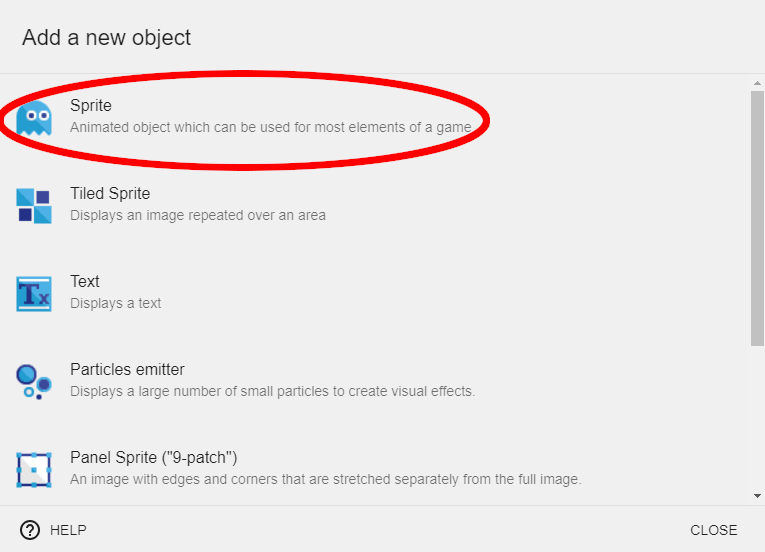 Add a new object
Sprite
Animated object which can be used for most elements of a game
Tiled Sprite
Displays an image repeated over an area
Tx
Text
Displays a text
Particles emitter
Displays a large number of small particles to create visual effects.
Panel Sprite ("9-patch")
An image with edges and corners that are stretched separately from the full image.
? HELP
CLOSE